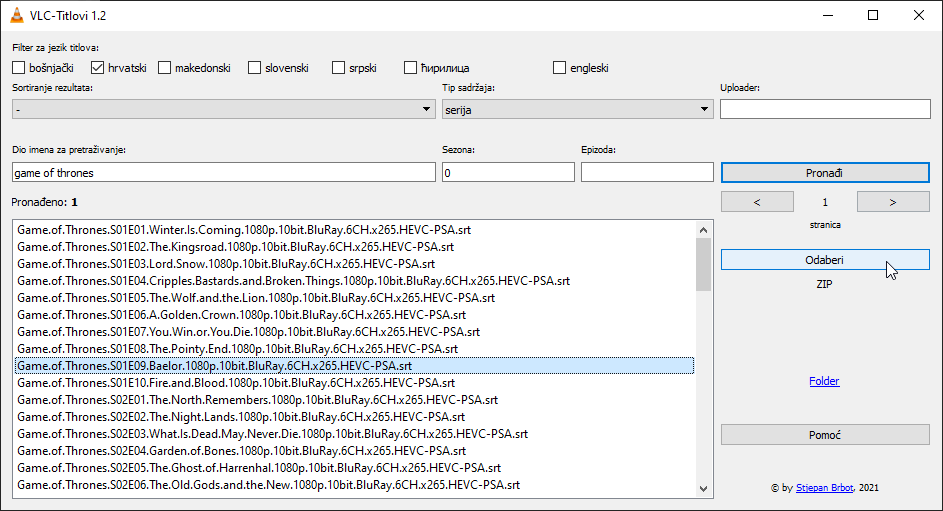 VLC-Titlovi 1.2
Filter za jezik titlova:
bošnjački hrvatski makedonski slovenski srpski ћирилица engleski
Sortiranje rezultata: Tip sadržaja: Uploader:
- serija
Dio imena za pretraživanje: Sezona: Epizoda:
game of thrones 0 Pronađi
Pronađeno: 1 < 1 >
stranica
Game.of.Thrones.S01E01.Winter.Is.Coming.1080p.10bit.BluRay.6CH.x265.HEVC-PSA.srt
Game.of.Thrones.S01E02.The.Kingsroad.1080p.10bit.BluRay.6CH.x265.HEVC-PSA.srt
Game.of.Thrones.S01E03.Lord.Snow.1080p.10bit.BluRay.6CH.x265.HEVC-PSA.srt
Game.of.Thrones.S01E04.Cripples.Bastards.and.Broken.Things.1080p.10bit.BluRay.6CH.x265.HEVC-PSA.srt
Game.of.Thrones.S01E05.The.Wolf.and.the.Lion.1080p.10bit.BluRay.6CH.x265.HEVC-PSA.srt
Game.of.Thrones.S01E06.A.Golden.Crown.1080p.10bit.BluRay.6CH.x265.HEVC-PSA.srt
Game.of.Thrones.S01E07.You.Win.or.You.Die.1080p.10bit.BluRay.6CH.x265.HEVC-PSA.srt
Game.of.Thrones.S01E08.The.Pointy.End.1080p.10bit.BluRay.6CH.x265.HEVC-PSA.srt
Game.of.Thrones.S01E09.Baelor.1080p.10bit.BluRay.6CH.x265.HEVC-PSA.srt
Game.of.Thrones.S01E10.Fire.and.Blood.1080p.10bit.BluRay.6CH.x265.HEVC-PSA.srt
Game.of.Thrones.S02E01.The.North.Remembers.1080p.10bit.BluRay.6CH.x265.HEVC-PSA.srt
Game.of.Thrones.S02E02.The.Night.Lands.1080p.10bit.BluRay.6CH.x265.HEVC-PSA.srt
Game.of.Thrones.S02E03.What.Is.Dead.May.Never.Die.1080p.10bit.BluRay.6CH.x265.HEVC-PSA.srt
Game.of.Thrones.S02E04.Garden.of.Bones.1080p.10bit.BluRay.6CH.x265.HEVC-PSA.srt
Game.of.Thrones.S02E05.The.Ghost.of.Harrenhal.1080p.10bit.BluRay.6CH.x265.HEVC-PSA.srt
Game.of.Thrones.S02E06.The.Old.Gods.and.the.New.1080p.10bit.BluRay.6CH.x265.HEVC-PSA.srt
Odaberi
ZIP
Folder
Pomoć
© by Stjepan Brbot, 2021